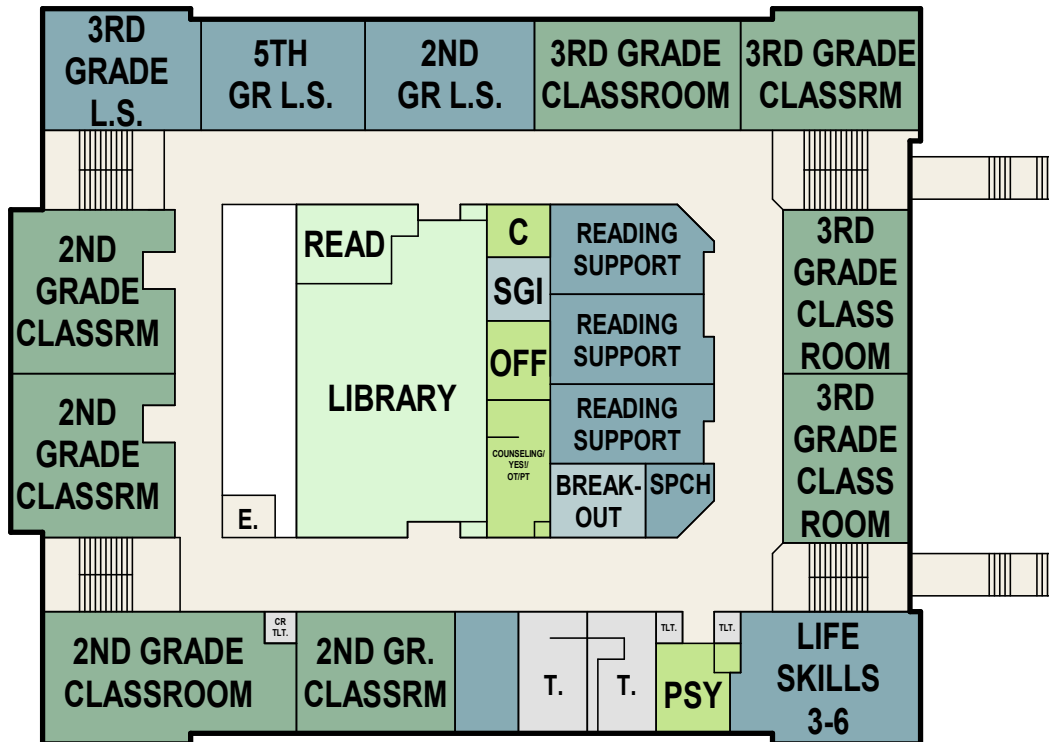 3RD
GRADE
L.S.
5TH
GR L.S.
2ND
GR L.S.
3RD GRADE
CLASSROOM
3RD GRADE
CLASSRM
2ND
GRADE
CLASSRM
READ
C
READING
SUPPORT
3RD
GRADE
CLASS
ROOM
SGI
OFF
READING
SUPPORT
LIBRARY
2ND
GRADE
CLASSRM
READING
SUPPORT
3RD
GRADE
CLASS
ROOM
COUNSELING/
YES!/
OT/PT
BREAK-
OUT
SPCH
E.
2ND GRADE
CLASSROOM
CR
TLT.
2ND GR.
CLASSRM
T.
T.
TLT.
TLT.
PSY
LIFE
SKILLS
3-6